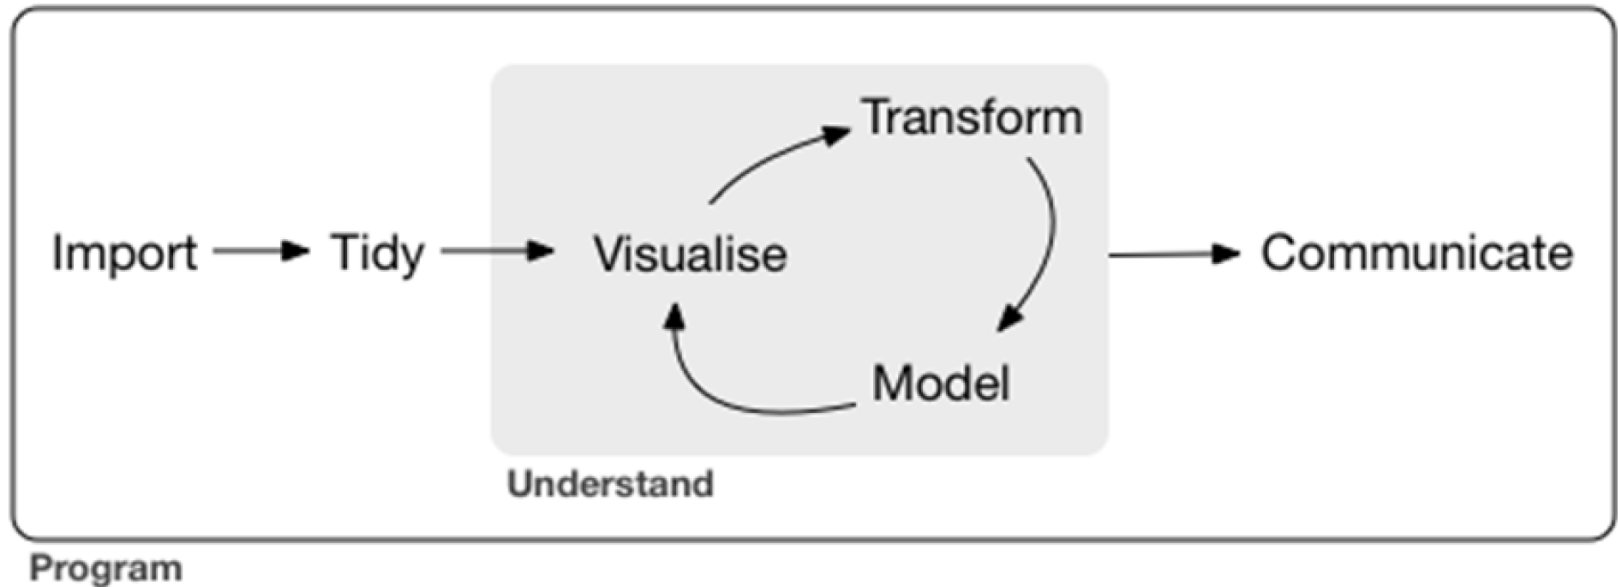 Transform
Import
Tidy
Visualise
Communicate
Model
Understand
Program